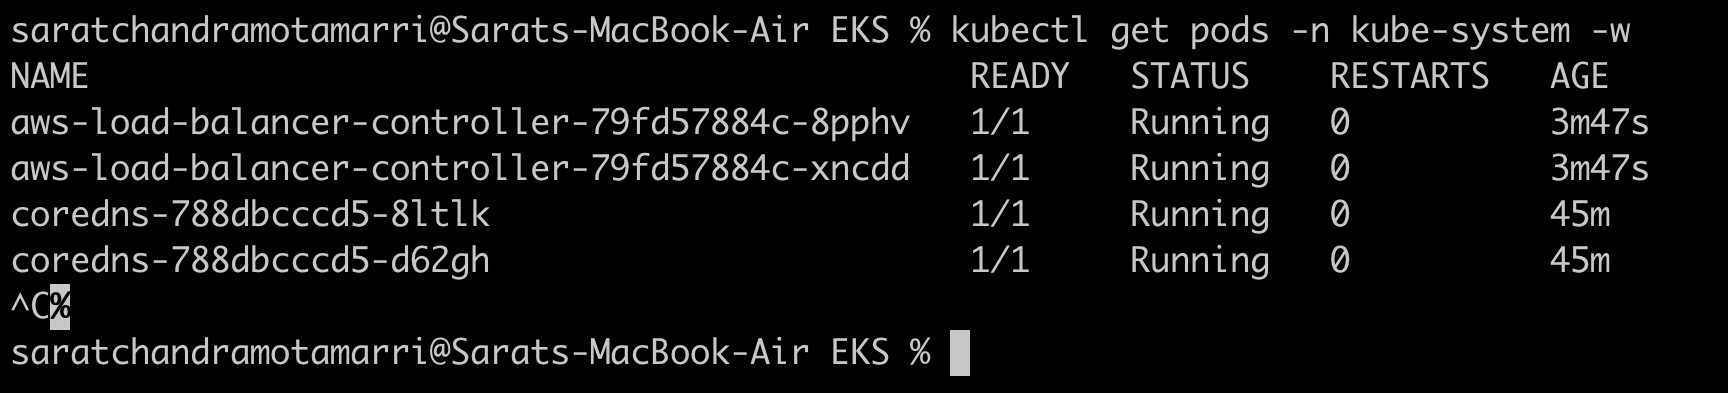 saratchandramotamarri@Sarats-MacBook-Air EKS % kubectl get pods -n kube-system -w
NAME READY STATUS RESTARTS AGE
aws-load-balancer-controller-79fd57884c-8pphv 1/1 Running 0 3m47s
aws-load-balancer-controller-79fd57884c-xncdd 1/1 Running 0 3m47s
coredns-788dbcccd5-8ltlk 1/1 Running 0 45m
coredns-788dbcccd5-d62gh 1/1 Running 0 45m
^C%
saratchandramotamarri@Sarats-MacBook-Air EKS %